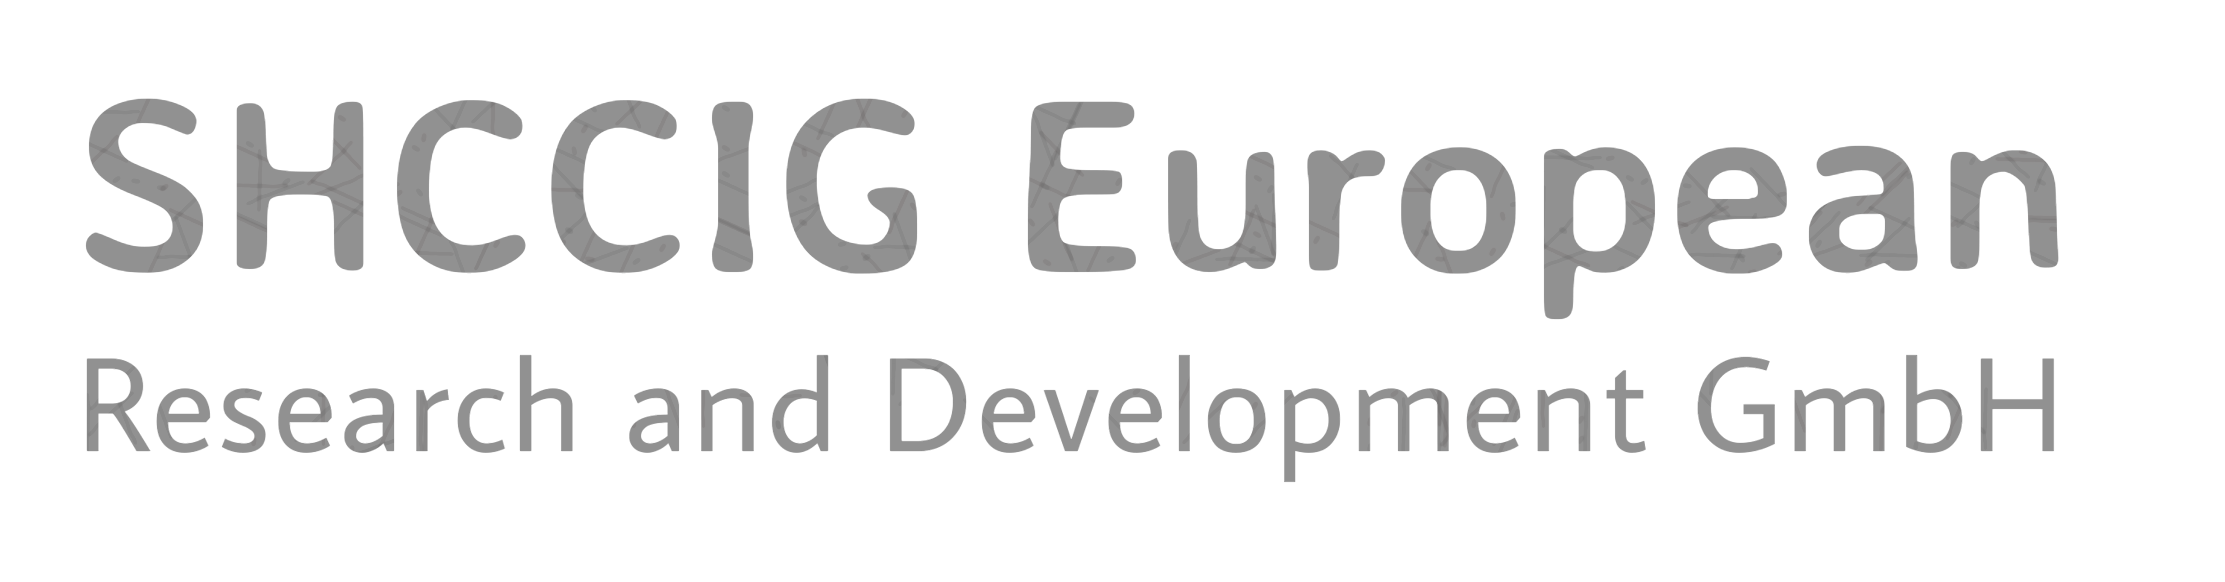 SHCCIG European
Research and Development GmbH